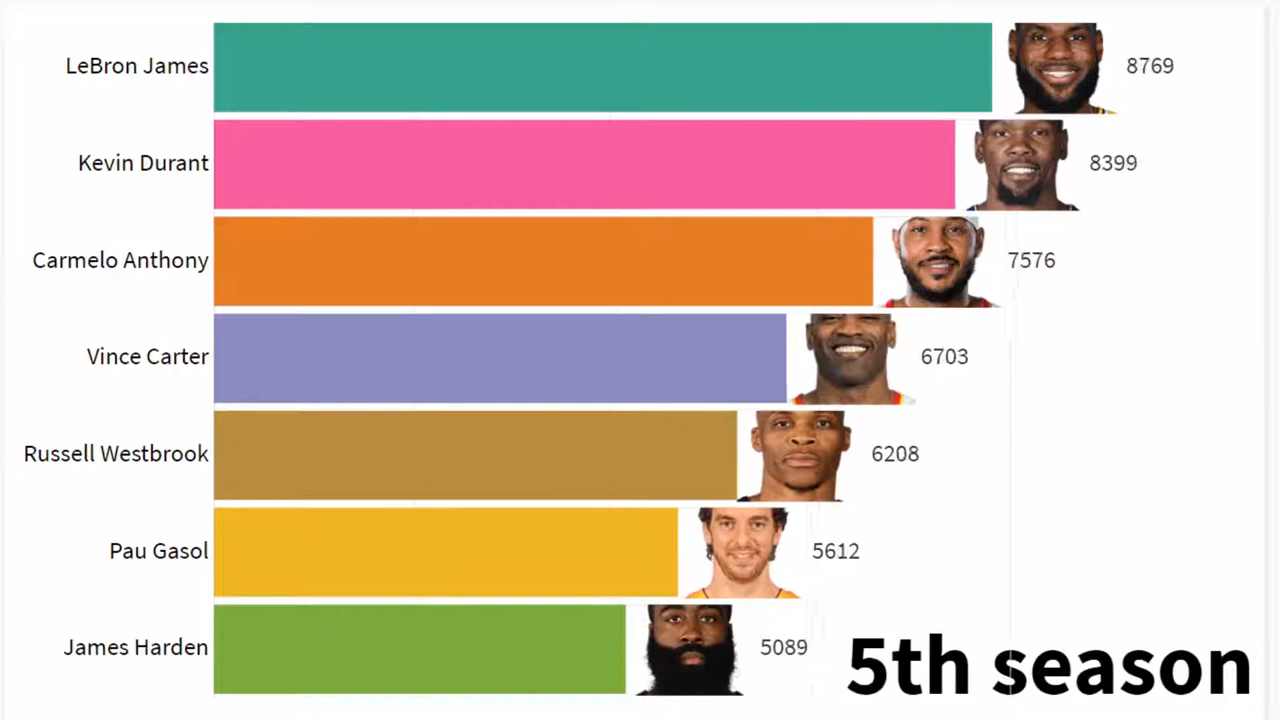 LeBron James 8769
Kevin Durant 8399
Carmelo Anthony 7576
Vince Carter 6703
Russell Westbrook 6208
Pau Gasol 5612
James Harden 5089
5th season